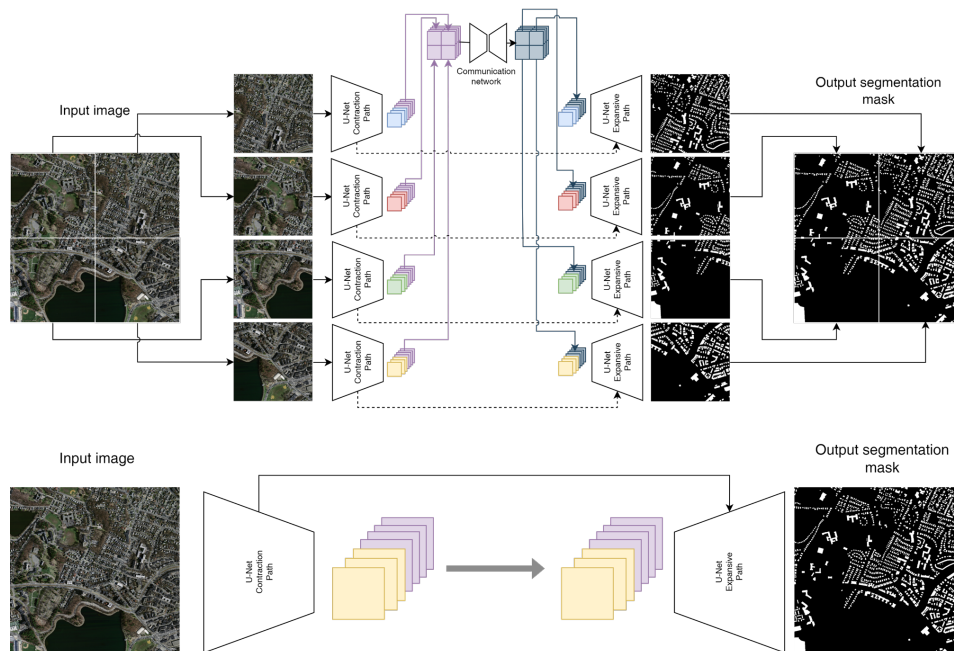 Input image
Communication
network
Output segmentation
mask
U-Net
Contraction
Path
U-Net
Expansive
Path
U-Net
Contraction
Path
U-Net
Expansive
Path
U-Net
Contraction
Path
U-Net
Expansive
Path
U-Net
Contraction
Path
U-Net
Expansive
Path
Input image
Output segmentation
mask
U-Net
Contraction
Path
U-Net
Expansive
Path